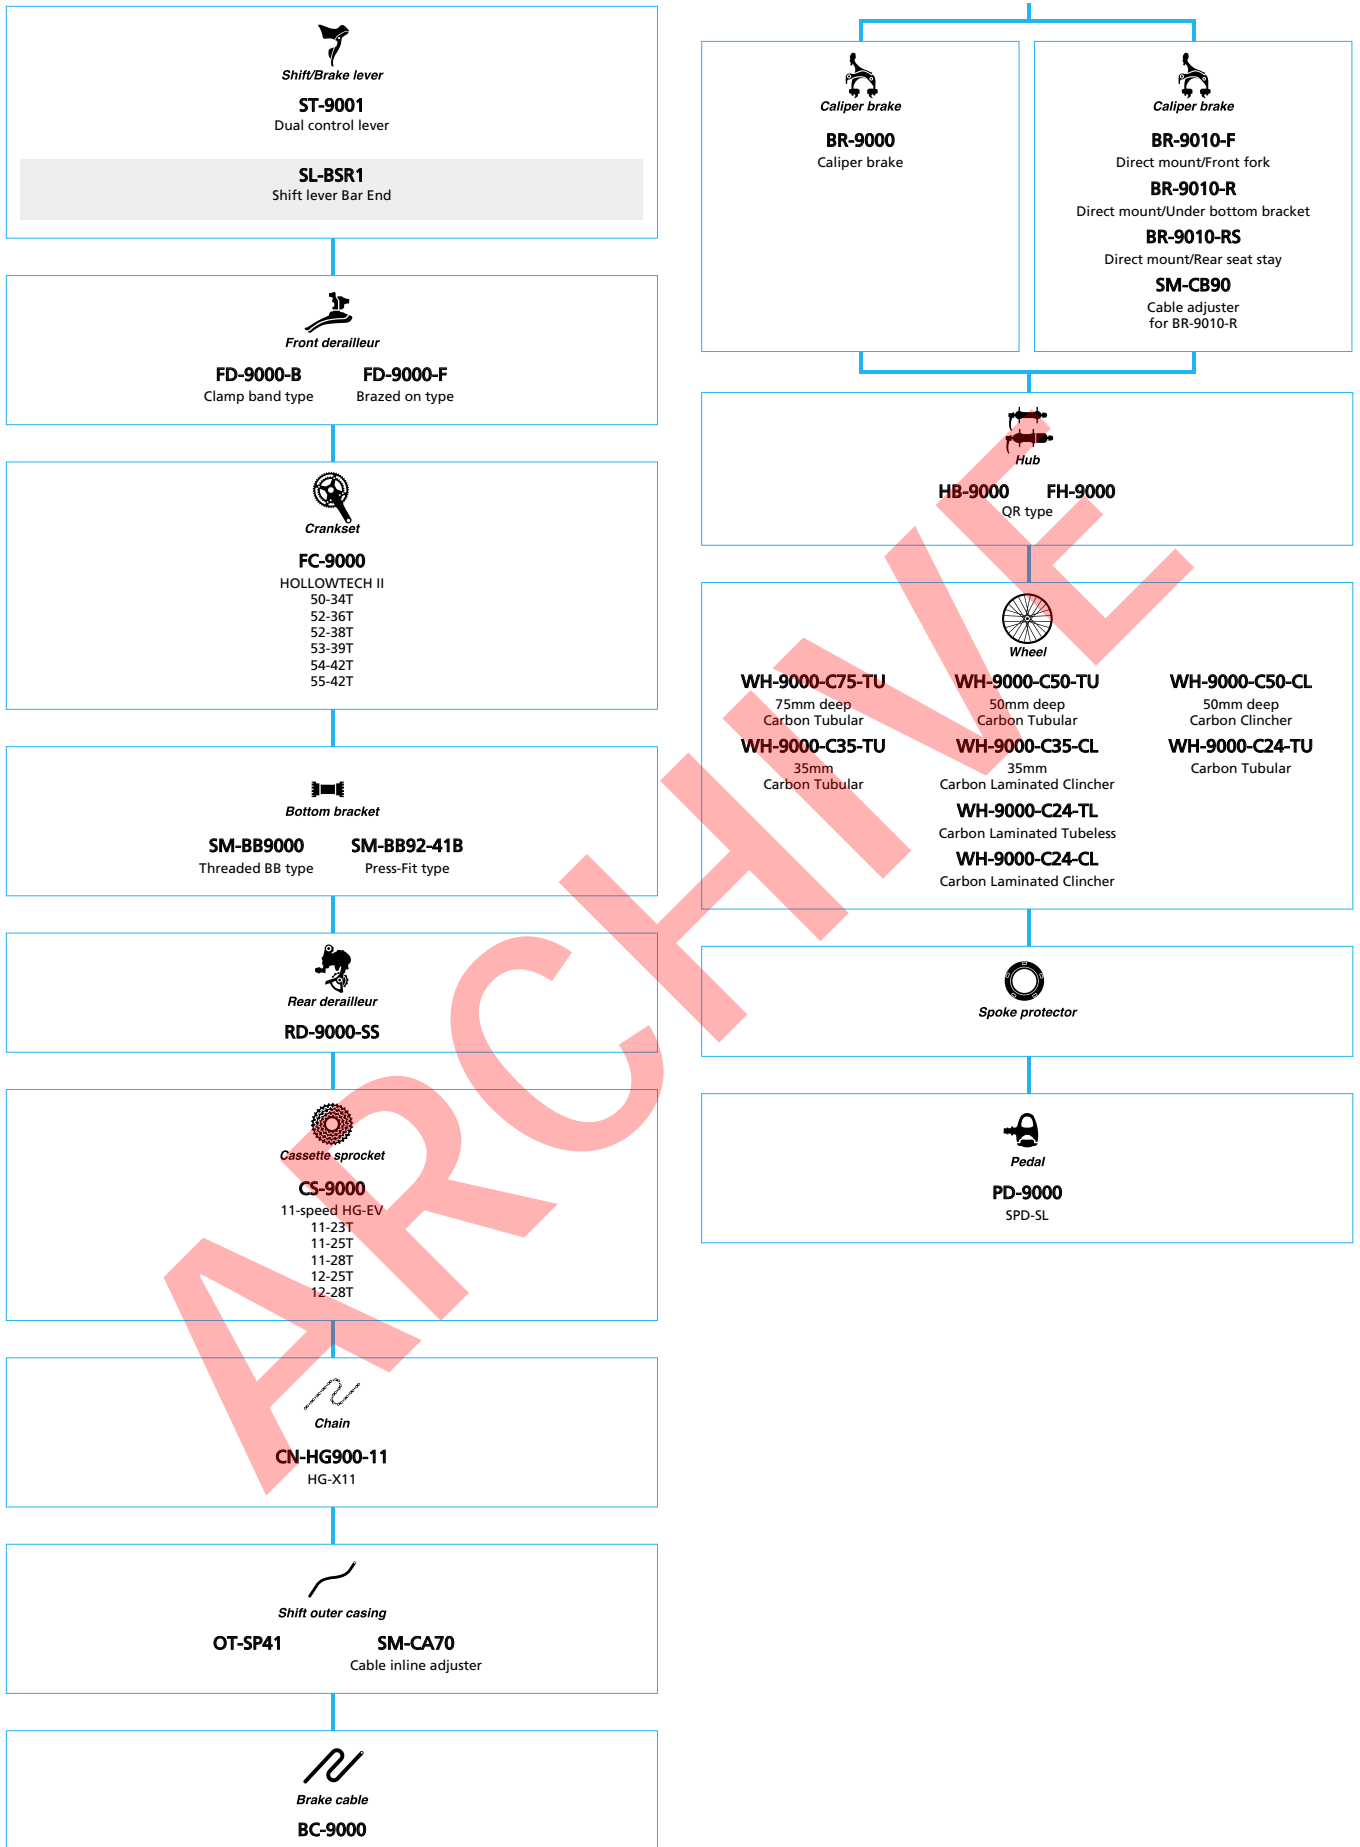 Shift/Brake lever
ST-9001
Dual control lever
SL-BSR1
Shift lever Bar End
Front derailleur
FD-9000-B FD-9000-F
Clamp band type Brazed on type
Crankset
FC-9000
HOLLOWTECH II
50-34T
52-36T
52-38T
53-39T
54-42T
55-42T
Bottom bracket
SM-BB9000 SM-BB92-41B
Threaded BB type Press-Fit type
Rear derailleur
RD-9000-SS
Cassette sprocket
CS-9000
11-speed HG-EV
11-23T
11-25T
11-28T
12-25T
12-28T
Chain
CN-HG900-11
HG-X11
Shift outer casing
OT-SP41 SM-CA70
Cable inline adjuster
Brake cable
BC-9000
Caliper brake
BR-9000
Caliper brake
Caliper brake
BR-9010-F
Direct mount/Front fork
BR-9010-R
Direct mount/Under bottom bracket
BR-9010-RS
Direct mount/Rear seat stay
SM-CB90
Cable adjuster
for BR-9010-R
Hub
HB-9000 FH-9000
QR type
Wheel
WH-9000-C75-TU WH-9000-C50-TU WH-9000-C50-CL
75mm deep 50mm deep 50mm deep
Carbon Tubular Carbon Tubular Carbon Clincher
WH-9000-C35-TU WH-9000-C35-CL WH-9000-C24-TU
35mm 35mm Carbon Tubular
Carbon Tubular Carbon Laminated Clincher
WH-9000-C24-TL
Carbon Laminated Tubeless
WH-9000-C24-CL
Carbon Laminated Clincher
Spoke protector
Pedal
PD-9000
SPD-SL
ARCHIVE